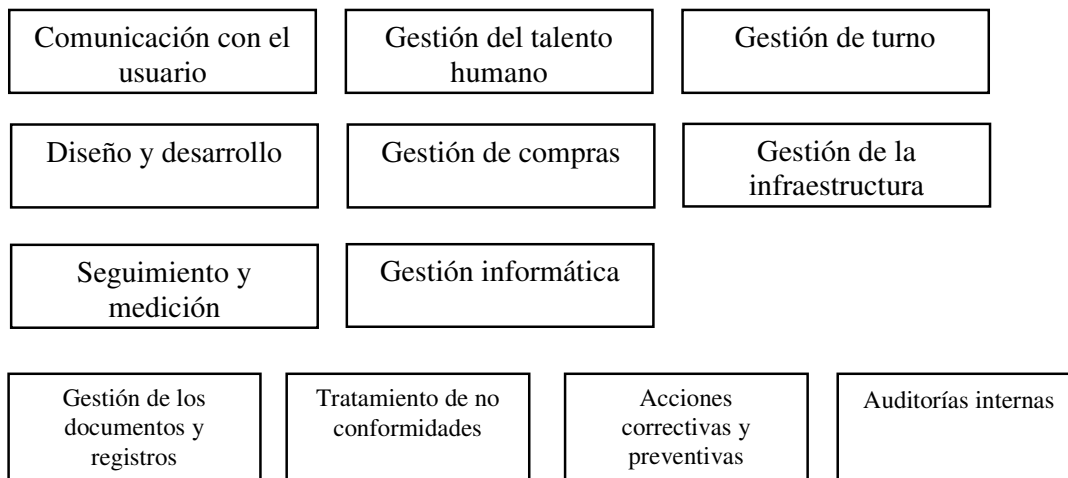 Comunicación con el
usuario
Gestión del talento
humano
Gestión de turno
Diseño y desarrollo
Gestión de compras
Gestión de la
infraestructura
Seguimiento y
medición
Gestión informática
Gestión de los
documentos y
registros
Tratamiento de no
conformidades
Acciones
correctivas y
preventivas
Auditorías internas